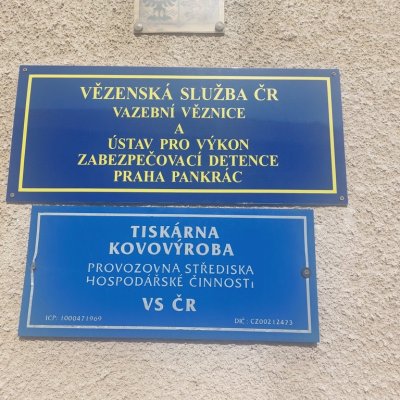 VĚZENSKÁ SLUŽBA ČR
VAZEBNÍ VĚZNICE
A
ÚSTAV PRO VÝKON
ZABEZPEČOVACÍ DETENCE
PRAHA PANKRÁC
TISKÁRNA
KOVOVÝROBA
PROVOZOVNA STŘEDISKA
HOSPODÁŘSKÉ ČINNOSTI
VS ČR
IČP: 1000471969 DIČ: CZ00212423